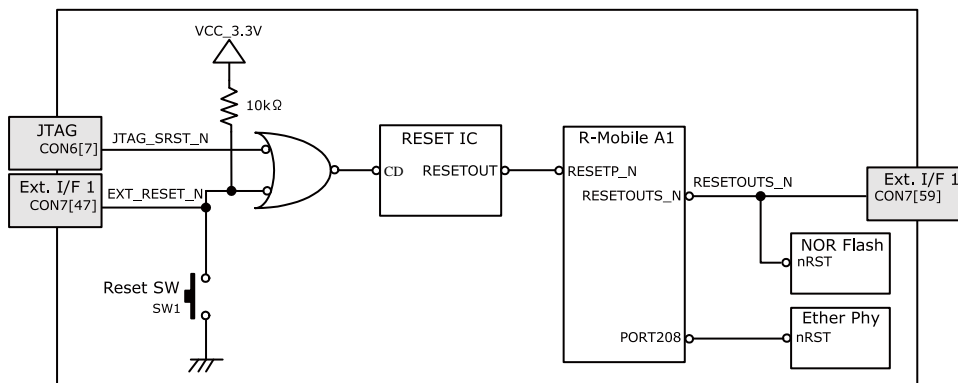 VCC_3.3V
10kΩ
JTAG
CON6[7]
JTAG_SRST_N
Ext. I/F 1
CON7[47]
EXT_RESET_N
Reset SW
SW1
RESET IC
CD
RESETOUT
R-Mobile A1
RESETP_N
RESETOUTS_N
PORT208
RESETOUTS_N
Ext. I/F 1
CON7[59]
NOR Flash
nRST
Ether Phy
nRST